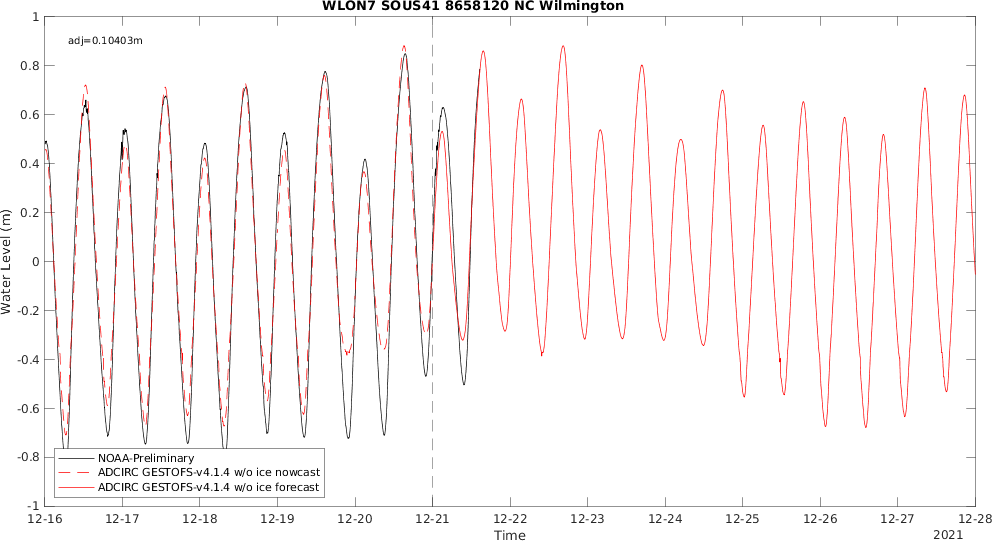 WLON7 SOUS41 8658120 NC Wilmington
adj=0.10403m
1
0.8
0.6
0.4
0.2
0
-0.2
-0.4
-0.6
-0.8
-1
Water Level (m)
NOAA-Preliminary
ADCIRC GESTOFS-v4.1.4 w/o ice nowcast
ADCIRC GESTOFS-v4.1.4 w/o ice forecast
12-16 12-17 12-18 12-19 12-20 12-21 12-22 12-23 12-24 12-25 12-26 12-27 12-28
Time
2021